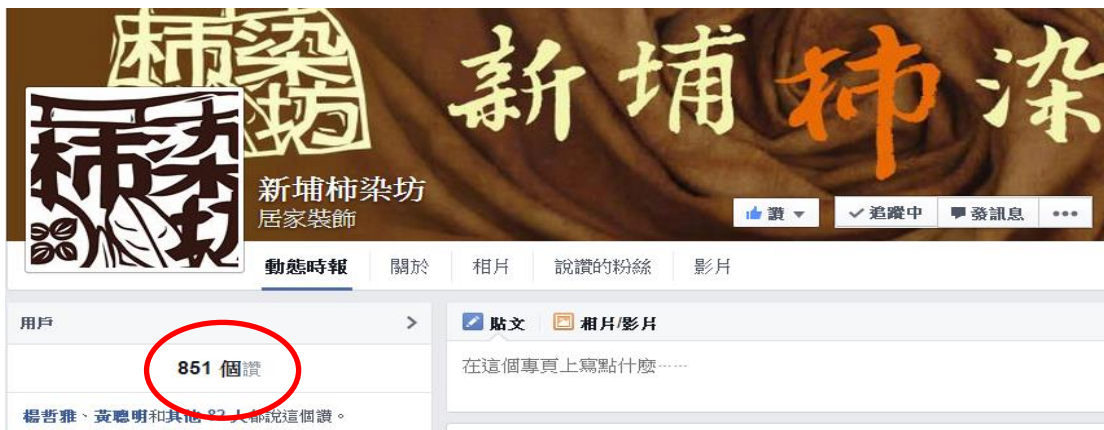 柿染坊
新埔柿染
柿染坊
新埔柿染坊
居家裝飾
讚
追蹤中
發訊息
動態時報 關於 相片 說讚的粉絲 影片
用戶
851 個讚
楊哲雅、黃聰明和其他 82 人都說這個讚。
貼文 相片/影片
在這個專頁上寫點什麼……